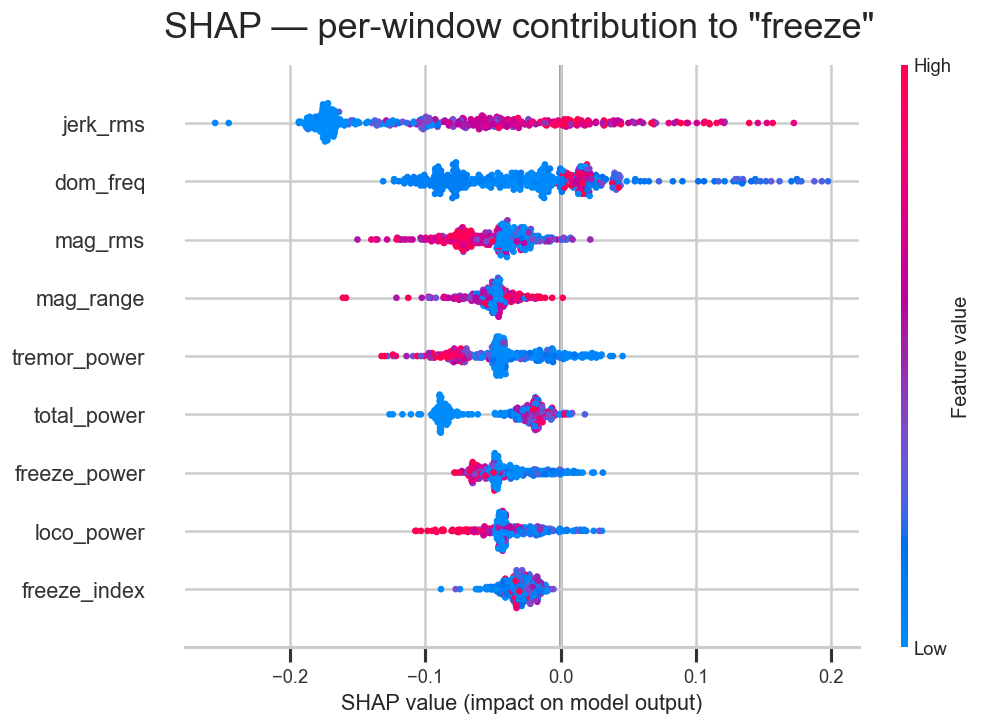 SHAP — per-window contribution to "freeze"
High
jerk_rms
dom_freq
mag_rms
mag_range
tremor_power
total_power
freeze_power
loco_power
freeze_index
Feature value
Low
−0.2
−0.1
0.0
0.1
0.2
SHAP value (impact on model output)